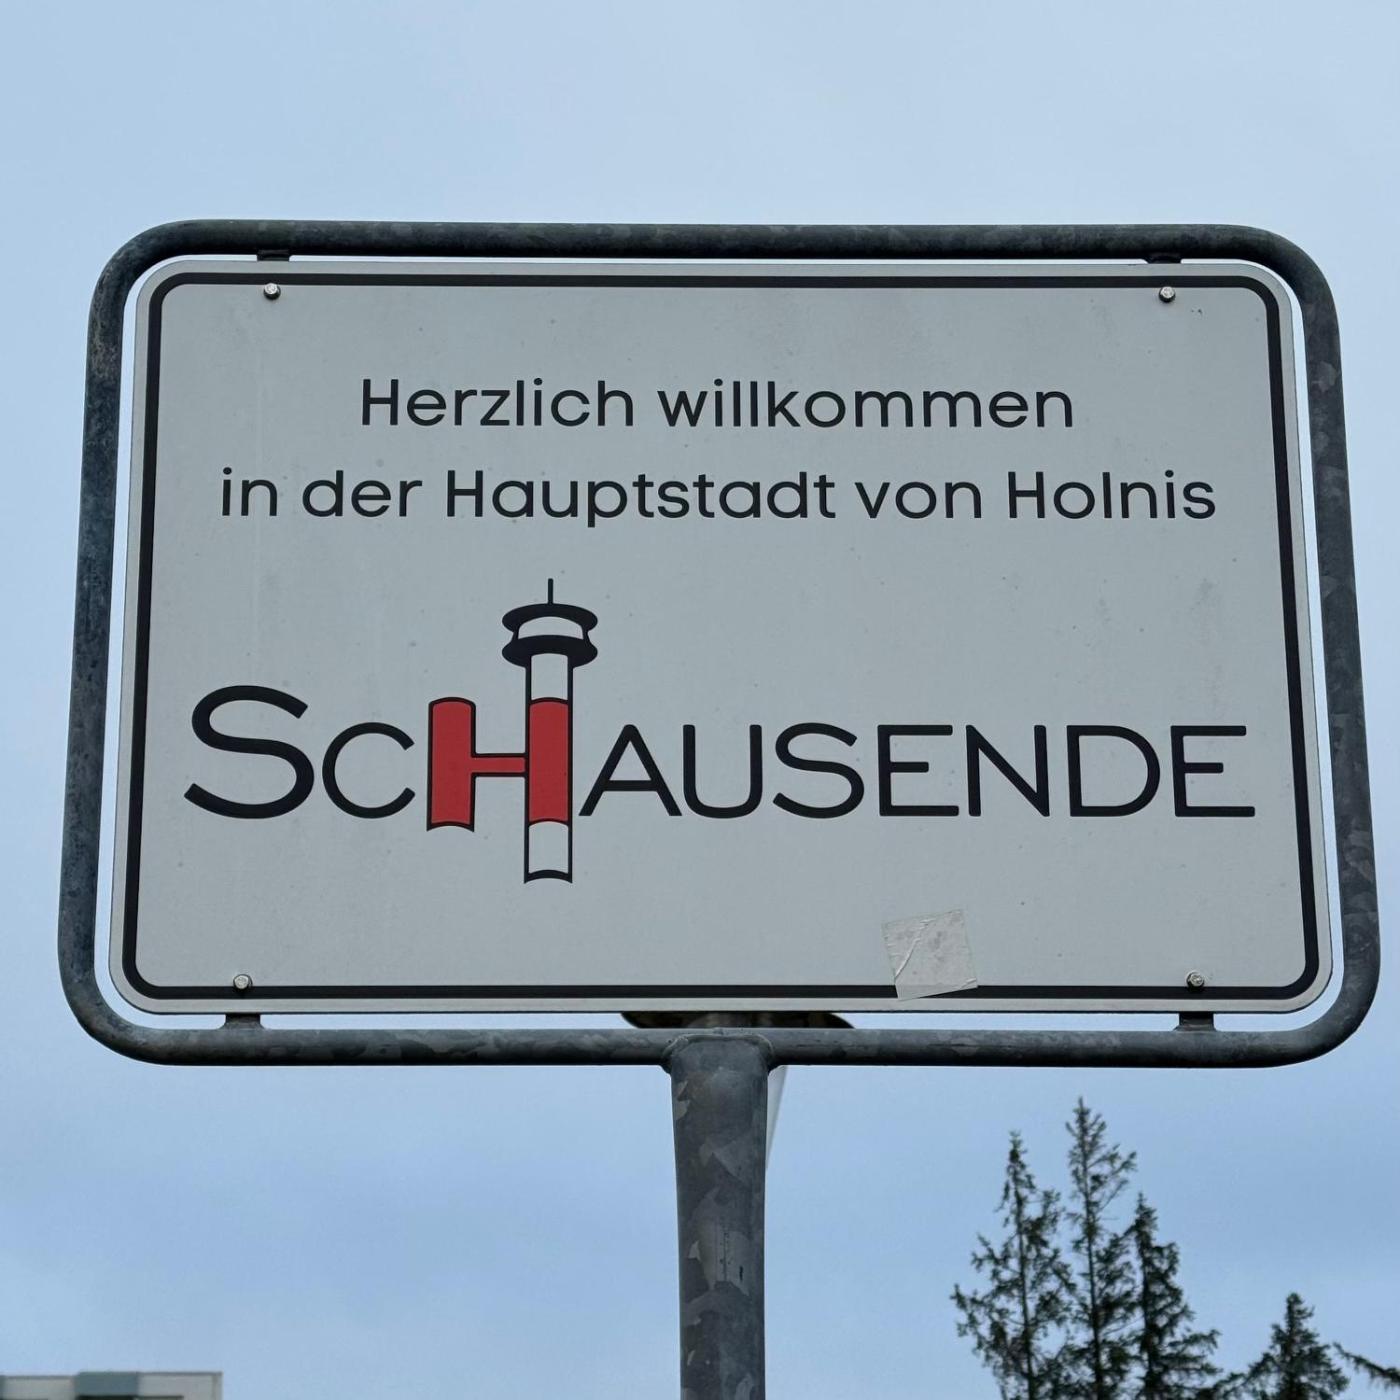 Herzlich willkommen
in der Hauptstadt von Holnis
SCHAUSENDE